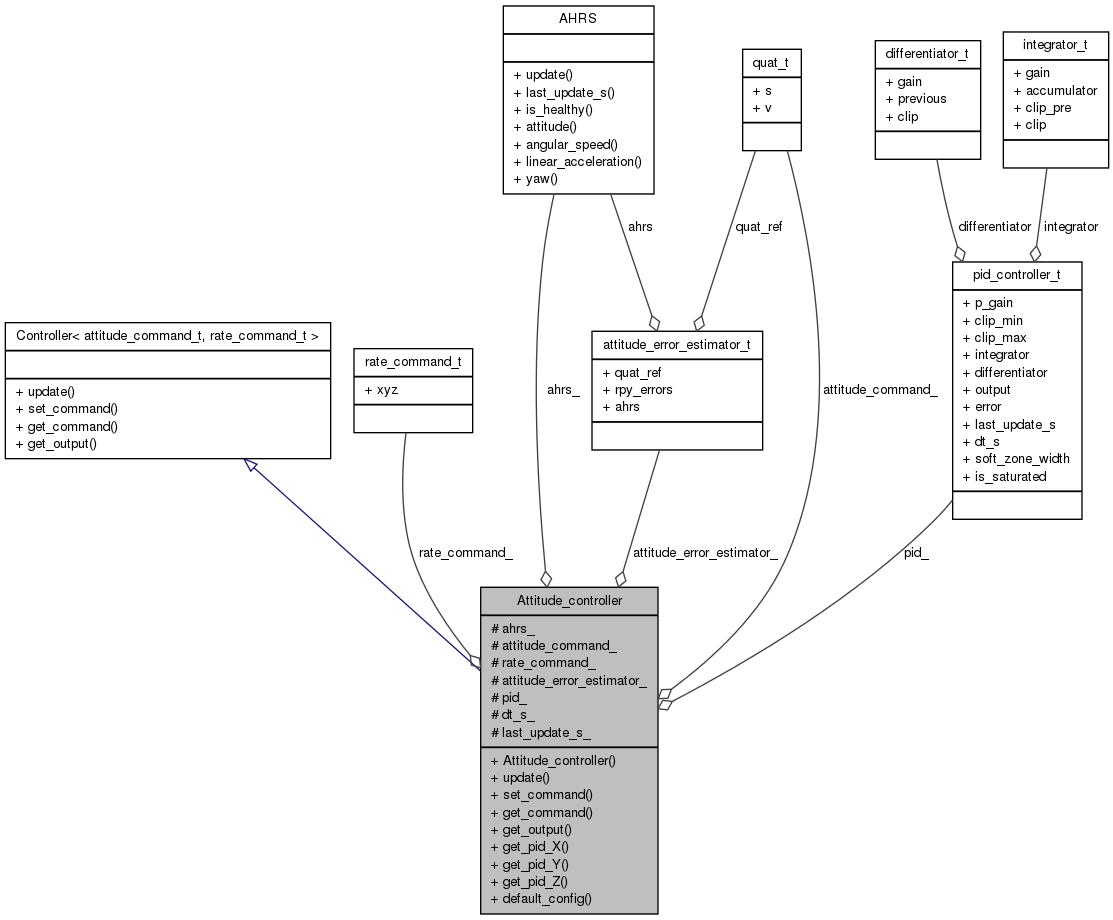 AHRS
+ update()
+ last_update_s()
+ is_healthy()
+ attitude()
+ angular_speed()
+ linear_acceleration()
+ yaw()
quat_t
+ s
+ v
differentiator_t
+ gain
+ previous
+ clip
integrator_t
+ gain
+ accumulator
+ clip_pre
+ clip
ahrs
quat_ref
differentiator
integrator
Controller< attitude_command_t, rate_command_t >
+ update()
+ set_command()
+ get_command()
+ get_output()
rate_command_t
+ xyz
ahrs_
attitude_error_estimator_t
+ quat_ref
+ rpy_errors
+ ahrs
attitude_command_
pid_controller_t
+ p_gain
+ clip_min
+ clip_max
+ integrator
+ differentiator
+ output
+ error
+ last_update_s
+ dt_s
+ soft_zone_width
+ is_saturated
rate_command_
attitude_error_estimator_
pid_
Attitude_controller
# ahrs_
# attitude_command_
# rate_command_
# attitude_error_estimator_
# pid_
# dt_s_
# last_update_s_
+ Attitude_controller()
+ update()
+ set_command()
+ get_command()
+ get_output()
+ get_pid_X()
+ get_pid_Y()
+ get_pid_Z()
+ default_config()